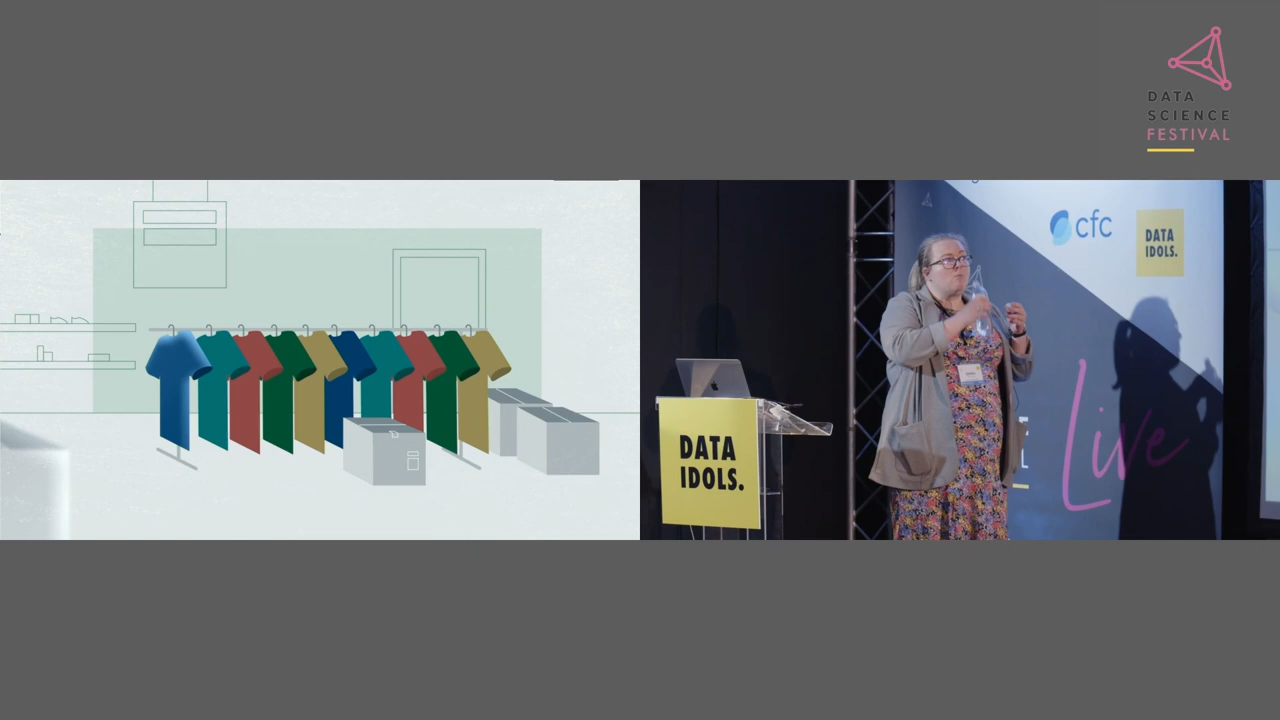 DATA
SCIENCE
FESTIVAL
cfc
DATA
IDOLS.
DATA
IDOLS.
Live